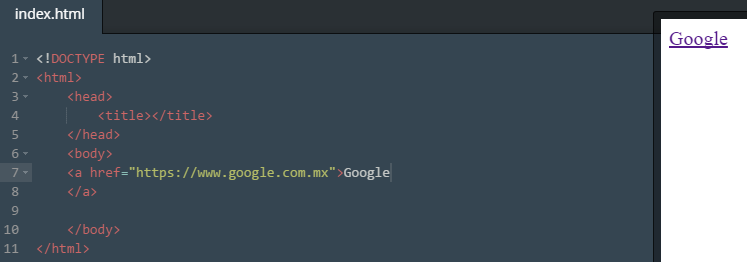 index.html
Google
1 <!DOCTYPE html>
2 <html>
3 <head>
4 <title></title>
5 </head>
6 <body>
7 <a href="https://www.google.com.mx">Google
8 </a>
9
10 </body>
11 </html>